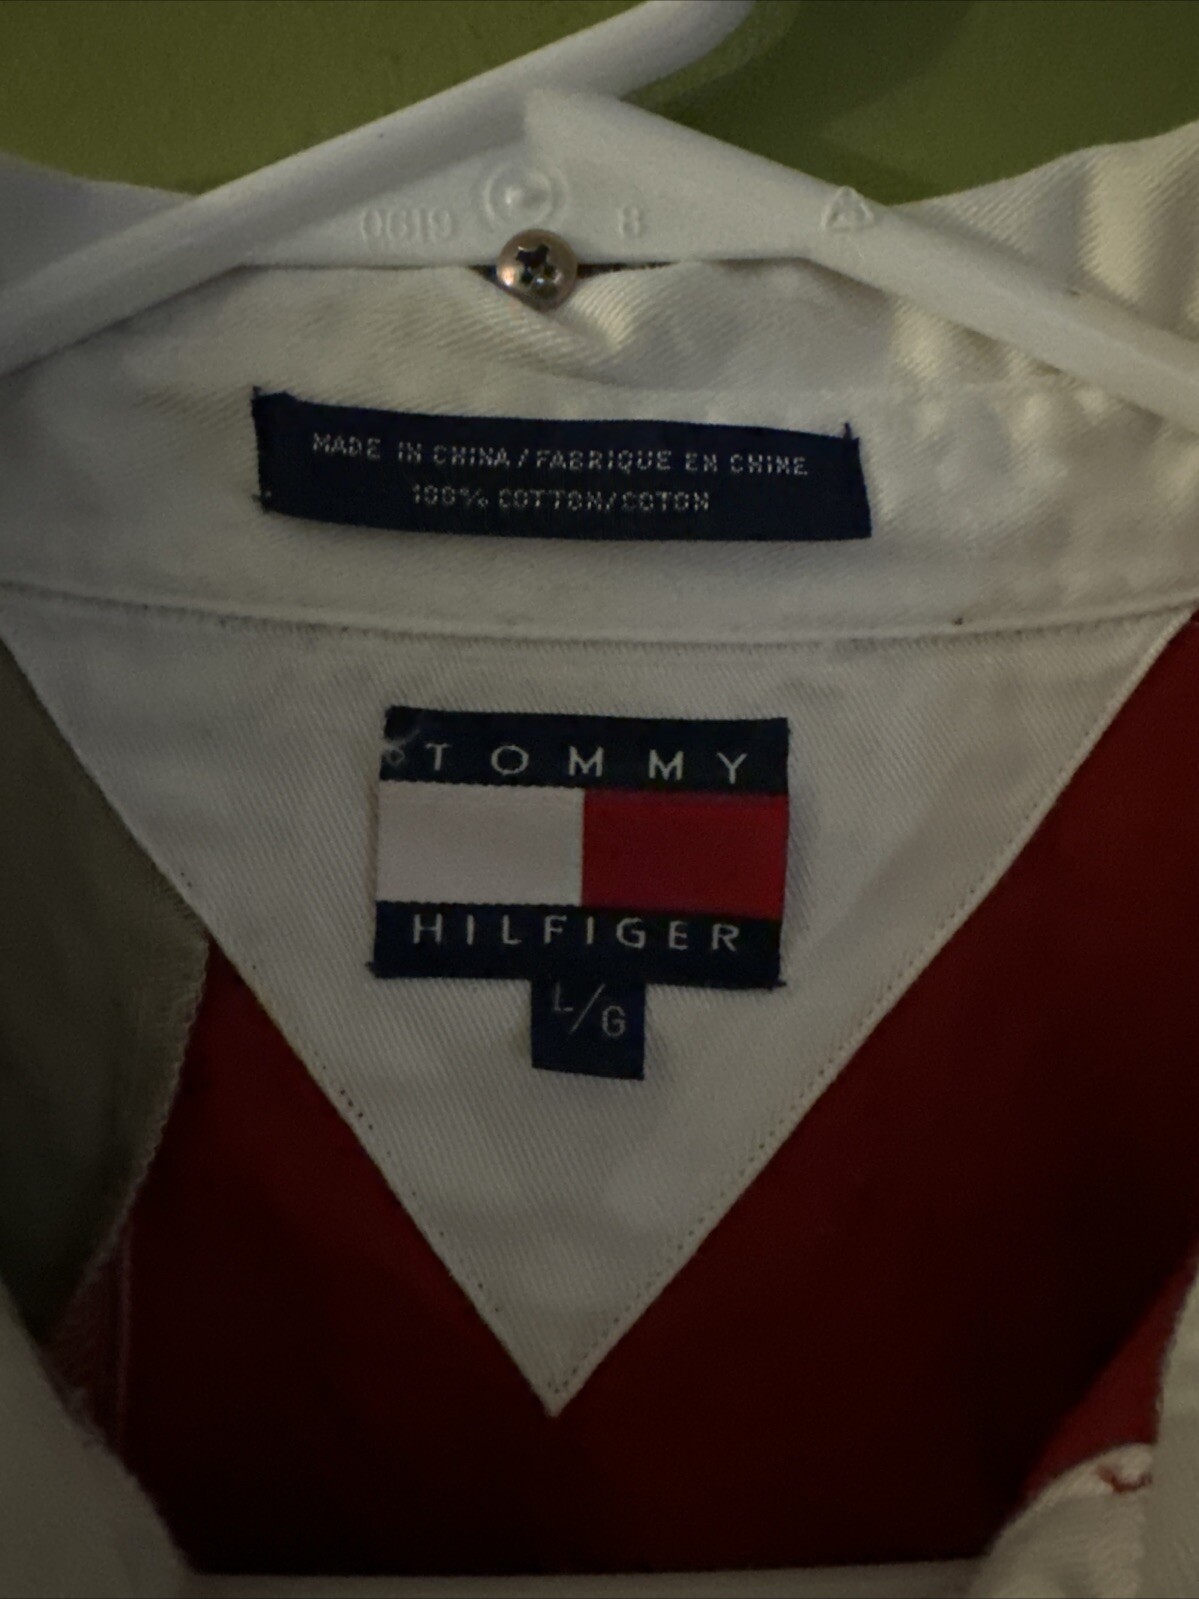 0619 8
MADE IN CHINA / FABRIQUE EN CHINE
100% COTTON/COTON
TOMMY
HILFIGER
L/G